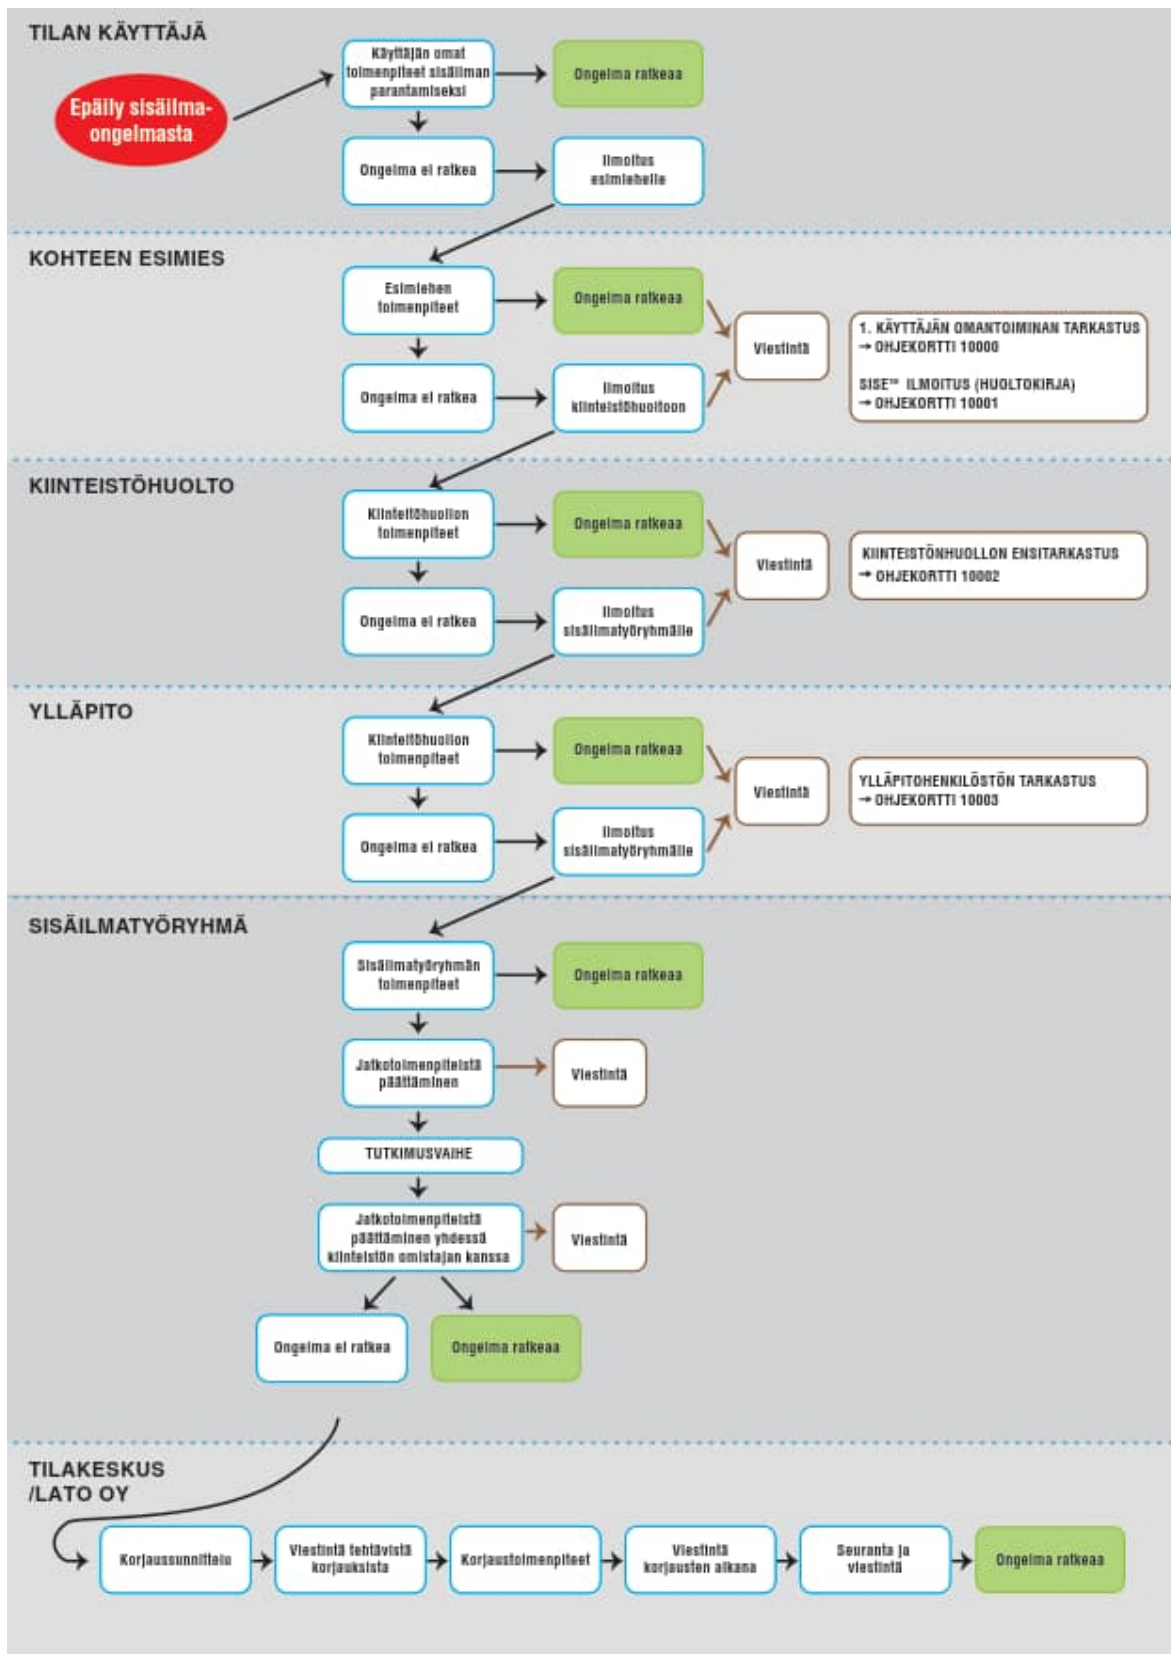 TILAN KÄYTTÄJÄ
Epäily sisäilma-
ongelmasta
Käyttäjän omat
toimenpiteet sisäilman
parantamiseksi
Ongelma ratkeaa
Ongelma ei ratkea
Ilmoitus
esimiehelle
KOHTEEN ESIMIES
Esimiehen
toimenpiteet
Ongelma ratkeaa
Ongelma ei ratkea
Ilmoitus
kiinteistöhuoltoon
Viestintä
1. KÄYTTÄJÄN OMANTOIMINAN TARKASTUS
→ OHJEKORTTI 10000
SISE™ ILMOITUS (HUOLTOKIRJA)
→ OHJEKORTTI 10001
KIINTEISTÖHUOLTO
Kiinteitöhuollon
toimenpiteet
Ongelma ratkeaa
Ongelma ei ratkea
Ilmoitus
sisäilmatyöryhmälle
Viestintä
KIINTEISTÖNHUOLLON ENSITARKASTUS
→ OHJEKORTTI 10002
YLLÄPITO
Kiinteitöhuollon
toimenpiteet
Ongelma ratkeaa
Ongelma ei ratkea
Ilmoitus
sisäilmatyöryhmälle
Viestintä
YLLÄPITOHENKILÖSTÖN TARKASTUS
→ OHJEKORTTI 10003
SISÄILMATYÖRYHMÄ
Sisäilmatyöryhmän
toimenpiteet
Ongelma ratkeaa
Jatkotoimenpiteistä
päättäminen
Viestintä
TUTKIMUSVAIHE
Jatkotoimenpiteistä
päättäminen yhdessä
kiinteistön omistajan kanssa
Viestintä
Ongelma ei ratkea
Ongelma ratkeaa
TILAKESKUS
/LATO OY
Korjaussunnittelu
Viestintä tehtävistä
korjauksista
Korjaustoimenpiteet
Viestintä
korjausten aikana
Seuranta ja
viestintä
Ongelma ratkeaa